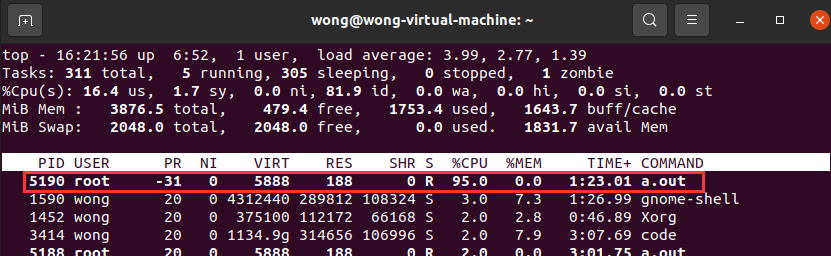 wong@wong-virtual-machine: ~
top - 16:21:56 up  6:52,  1 user,  load average: 3.99, 2.77, 1.39
Tasks: 311 total,   5 running, 305 sleeping,   0 stopped,   1 zombie
%Cpu(s): 16.4 us,  1.7 sy,  0.0 ni, 81.9 id,  0.0 wa,  0.0 hi,  0.0 si,  0.0 st
MiB Mem :   3876.5 total,    479.4 free,   1753.4 used,   1643.7 buff/cache
MiB Swap:   2048.0 total,   2048.0 free,      0.0 used.   1831.7 avail Mem
PID USER      PR  NI    VIRT    RES    SHR S  %CPU  %MEM     TIME+ COMMAND
5190 root     -31   0    5888    188      0 R  95.0   0.0   1:23.01 a.out
1590 wong      20   0 4312440 289812 108324 S   3.0   7.3   1:26.99 gnome-shell
1452 wong      20   0  375100 112172  66168 S   2.0   2.8   0:46.89 Xorg
3414 wong      20   0 1134.9g 314656 106996 S   2.0   7.9   3:07.69 code
5188 root      20   0    5888    188      0 R   2.0   0.0   3:01.75 a.out